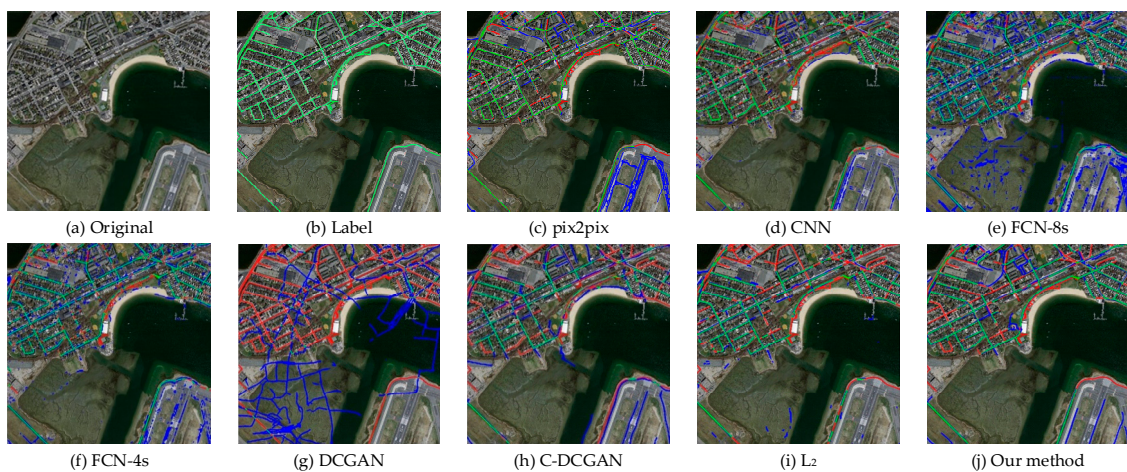 (a) Original (b) Label (c) pix2pix (d) CNN (e) FCN-8s
(f) FCN-4s (g) DCGAN (h) C-DCGAN (i) L₂ (j) Our method